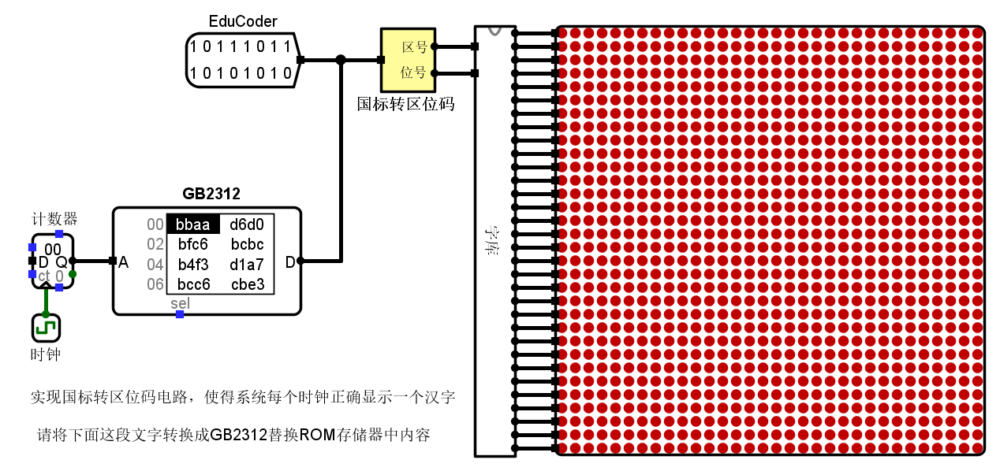 EduCoder
1 0 1 1 1 0 1 1
1 0 1 0 1 0 1 0
区号
位号
国标转区位码
GB2312
00 bbaa d6d0
02 bfc6 bcbc
04 b4f3 d1a7
06 bcc6 cbe3
A
D
sel
计数器
00
D Q
ct 0
时钟
字库
实现国标转区位码电路，使得系统每个时钟正确显示一个汉字
请将下面这段文字转换成GB2312替换ROM存储器中内容